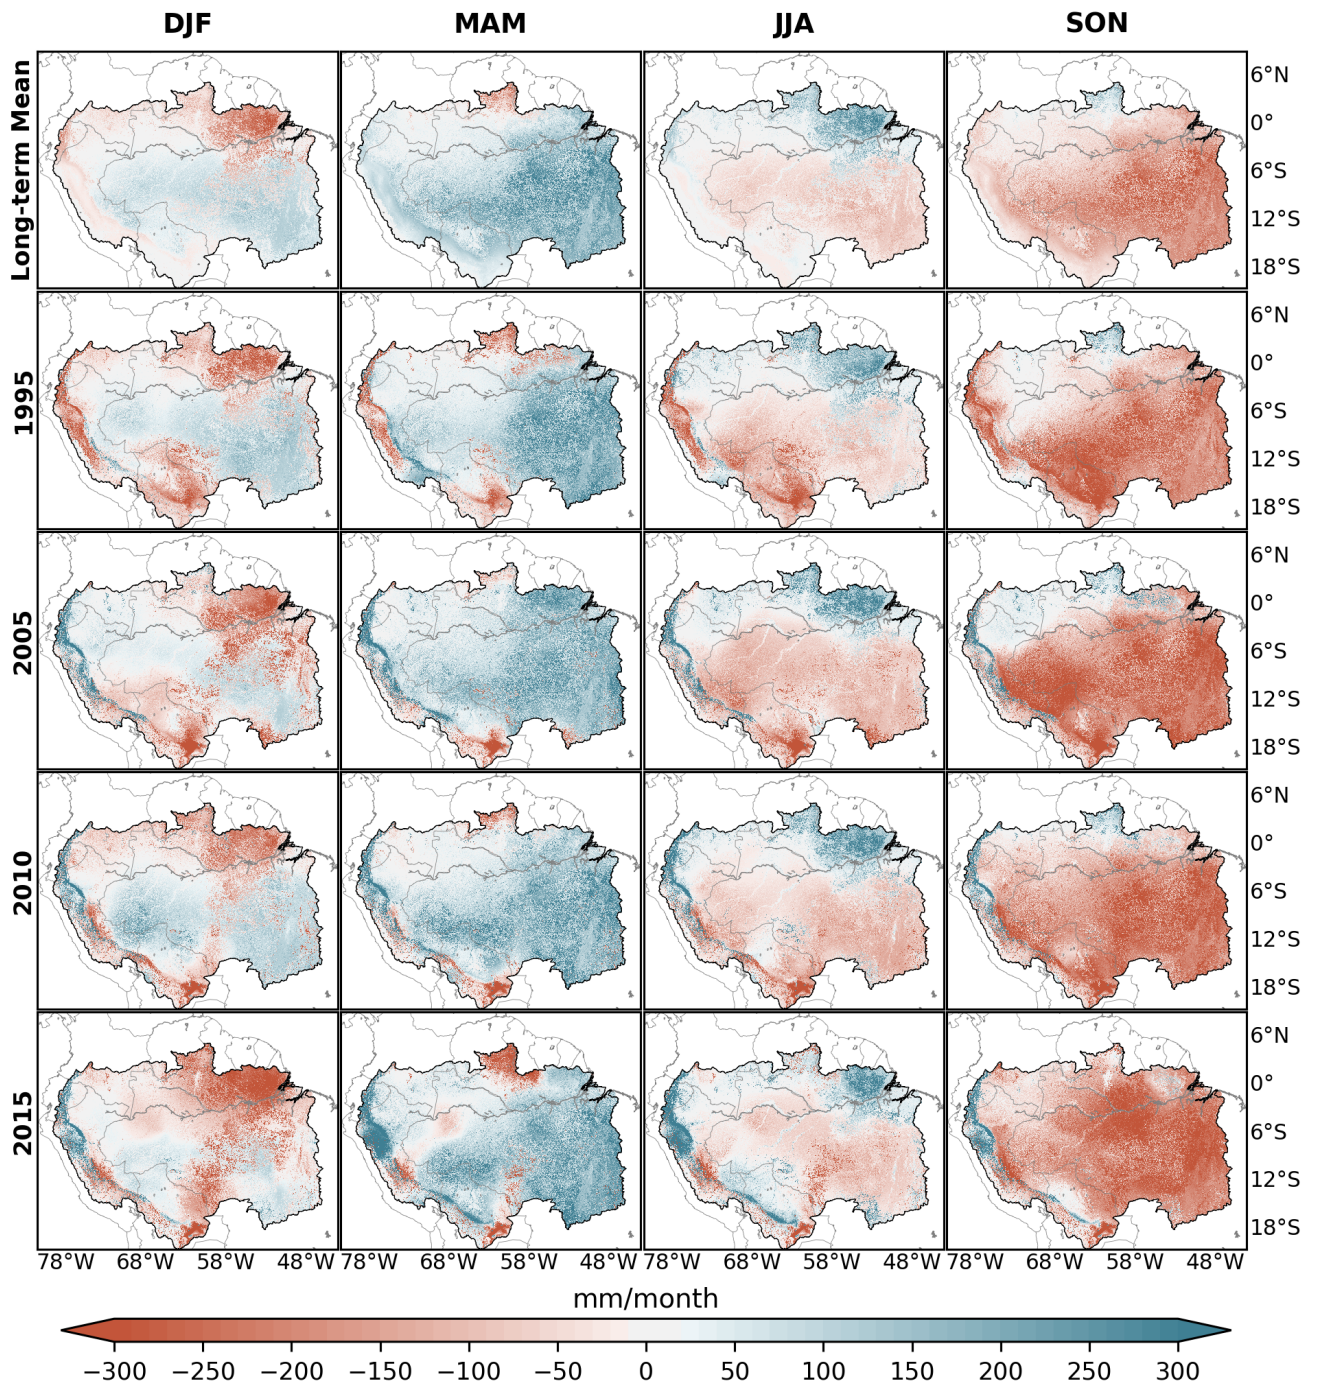 DJF MAM JJA SON
Long-term Mean
6°N
0°
6°S
12°S
18°S
1995
6°N
0°
6°S
12°S
18°S
2005
6°N
0°
6°S
12°S
18°S
2010
6°N
0°
6°S
12°S
18°S
2015
6°N
0°
6°S
12°S
18°S
78°W 68°W 58°W 48°W 78°W 68°W 58°W 48°W 78°W 68°W 58°W 48°W 78°W 68°W 58°W 48°W
mm/month
−300 −250 −200 −150 −100 −50 0 50 100 150 200 250 300